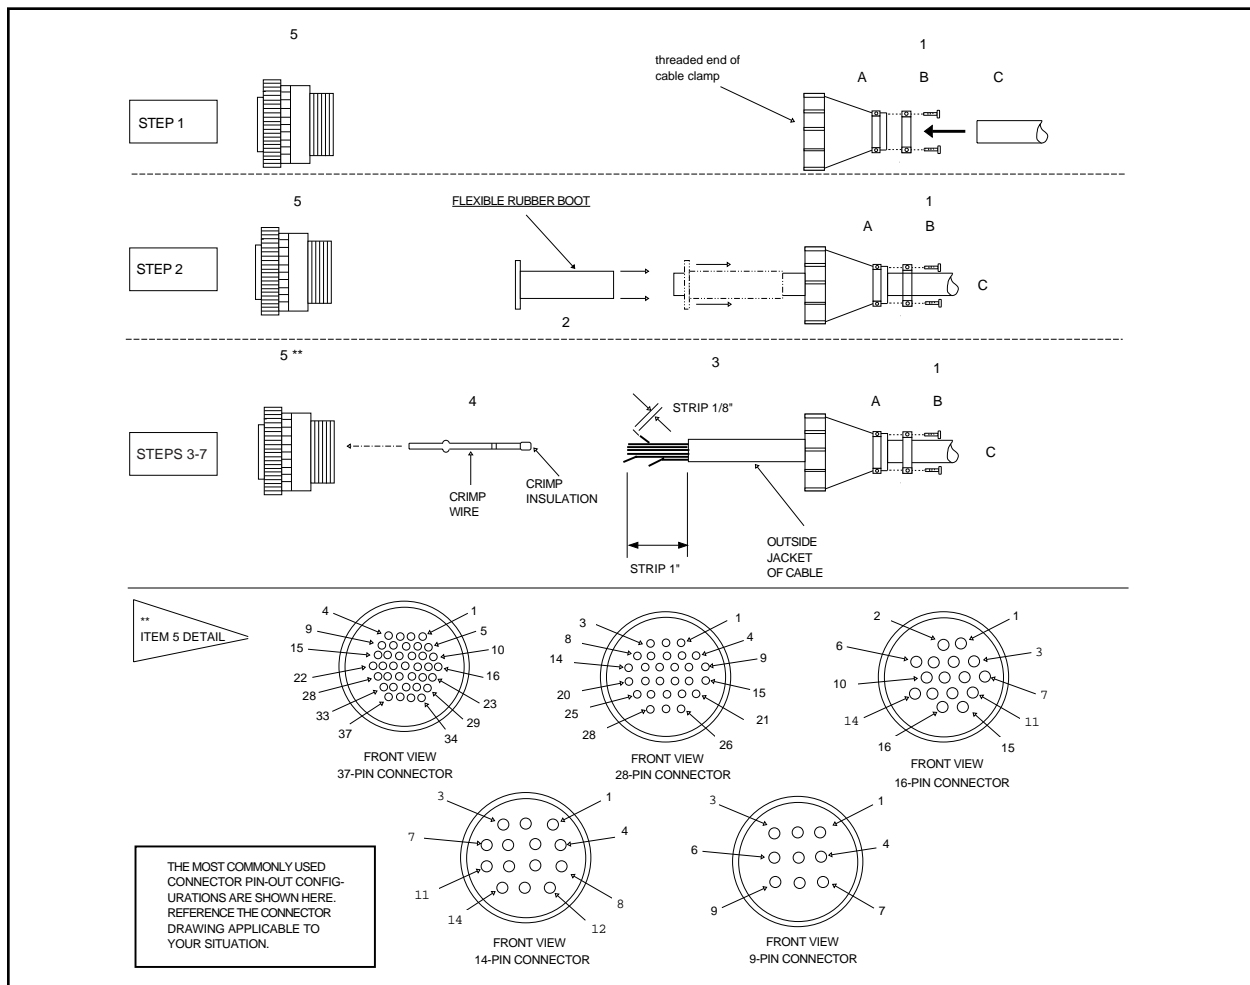 5
1
threaded end of
cable clamp
A B C
STEP 1
5
1
FLEXIBLE RUBBER BOOT
A B
STEP 2
C
2
5 **
3
1
4
A B
STRIP 1/8"
STEPS 3-7
C
CRIMP
WIRE
CRIMP
INSULATION
OUTSIDE
JACKET
OF CABLE
STRIP 1"
**
ITEM 5 DETAIL
4 1
9 5
15 10
22 16
28 23
33 29
37 34
FRONT VIEW
37-PIN CONNECTOR
3 1
8 4
14 9
20 15
25 21
28 26
FRONT VIEW
28-PIN CONNECTOR
2 1
6 3
10 7
14 11
16 15
FRONT VIEW
16-PIN CONNECTOR
3 1
7 4
11 8
14 12
FRONT VIEW
14-PIN CONNECTOR
3 1
6 4
9 7
FRONT VIEW
9-PIN CONNECTOR
THE MOST COMMONLY USED
CONNECTOR PIN-OUT CONFIG-
URATIONS ARE SHOWN HERE.
REFERENCE THE CONNECTOR
DRAWING APPLICABLE TO
YOUR SITUATION.